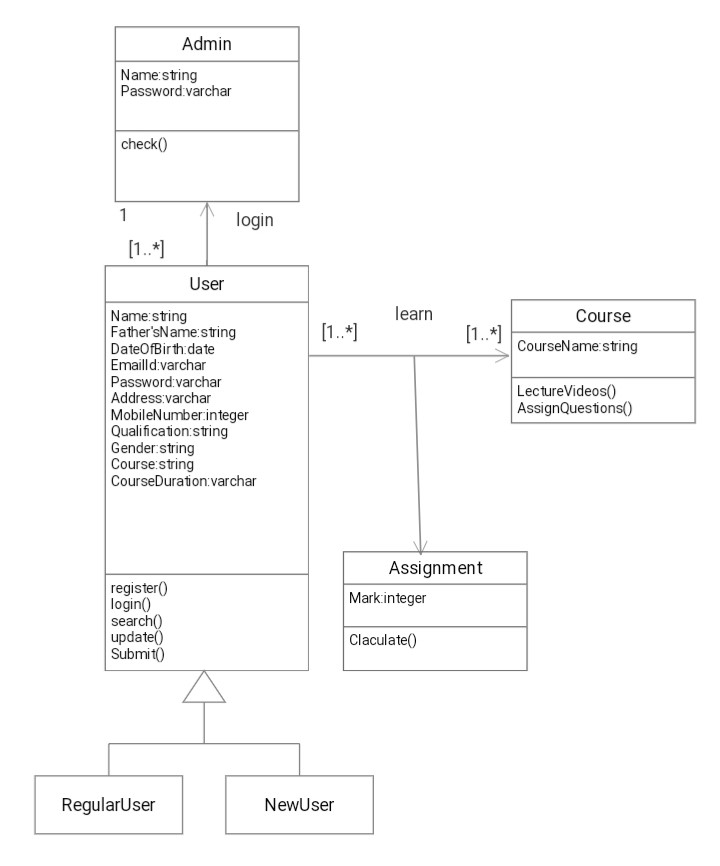 Admin
Name:string
Password:varchar
check()
1
login
[1..*]
User
Name:string
Father'sName:string
DateOfBirth:date
EmailId:varchar
Password:varchar
Address:varchar
MobileNumber:integer
Qualification:string
Gender:string
Course:string
CourseDuration:varchar
register()
login()
search()
update()
Submit()
learn
[1..*]
[1..*]
Course
CourseName:string
LectureVideos()
AssignQuestions()
Assignment
Mark:integer
Claculate()
RegularUser
NewUser